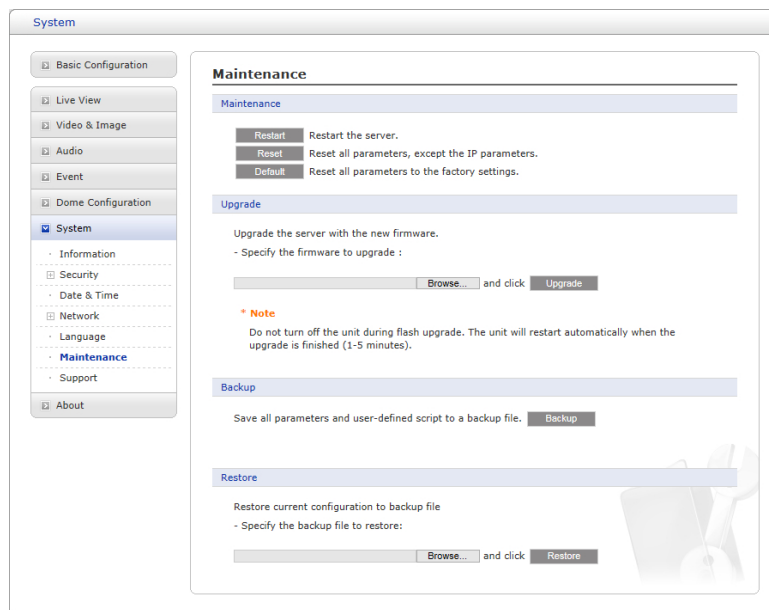 System
Basic Configuration
Live View
Video & Image
Audio
Event
Dome Configuration
System
Information
Security
Date & Time
Network
Language
Maintenance
Support
About
Maintenance
Maintenance
Restart Restart the server.
Reset Reset all parameters, except the IP parameters.
Default Reset all parameters to the factory settings.
Upgrade
Upgrade the server with the new firmware.
- Specify the firmware to upgrade :
Browse... and click Upgrade
* Note
Do not turn off the unit during flash upgrade. The unit will restart automatically when the
upgrade is finished (1-5 minutes).
Backup
Save all parameters and user-defined script to a backup file. Backup
Restore
Restore current configuration to backup file
- Specify the backup file to restore:
Browse... and click Restore